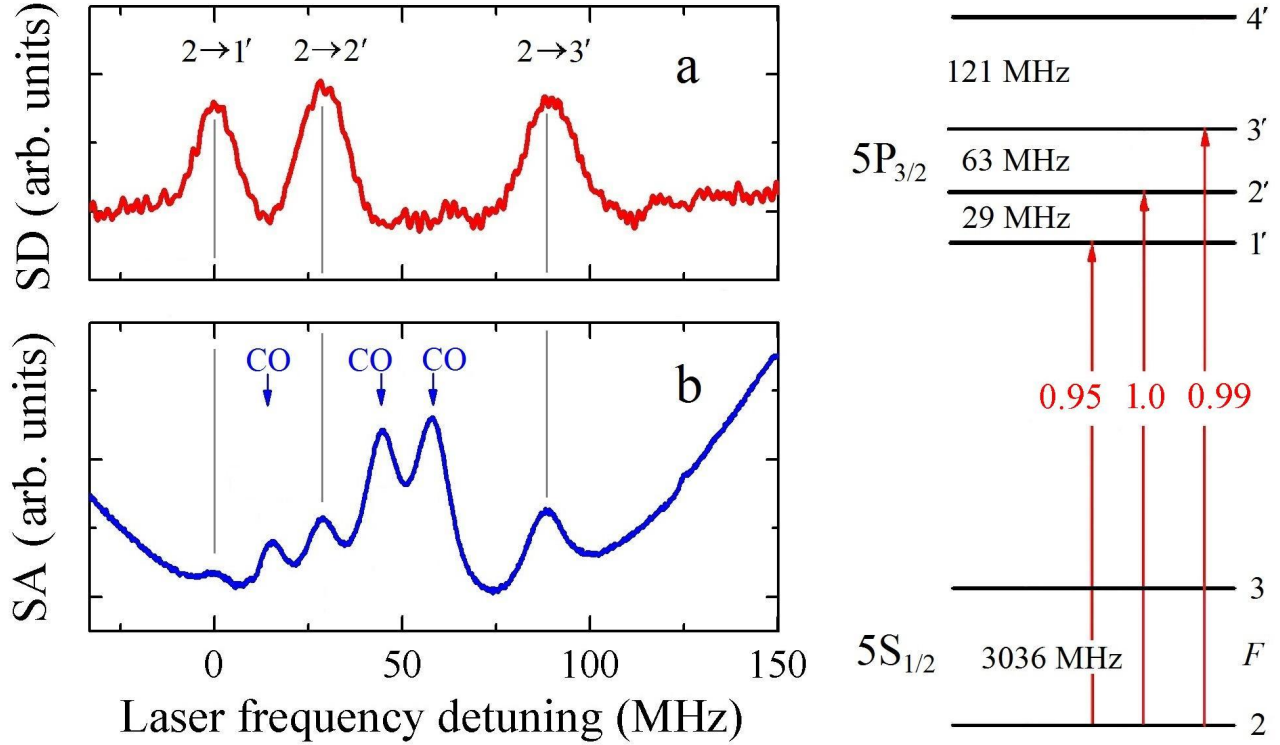 SD (arb. units)
2→1′
2→2′
2→3′
a
SA (arb. units)
CO
CO
CO
b
0
50
100
150
Laser frequency detuning (MHz)
4′
121 MHz
3′
5P3/2
63 MHz
2′
29 MHz
1′
0.95
1.0
0.99
3
5S1/2
3036 MHz
F
2